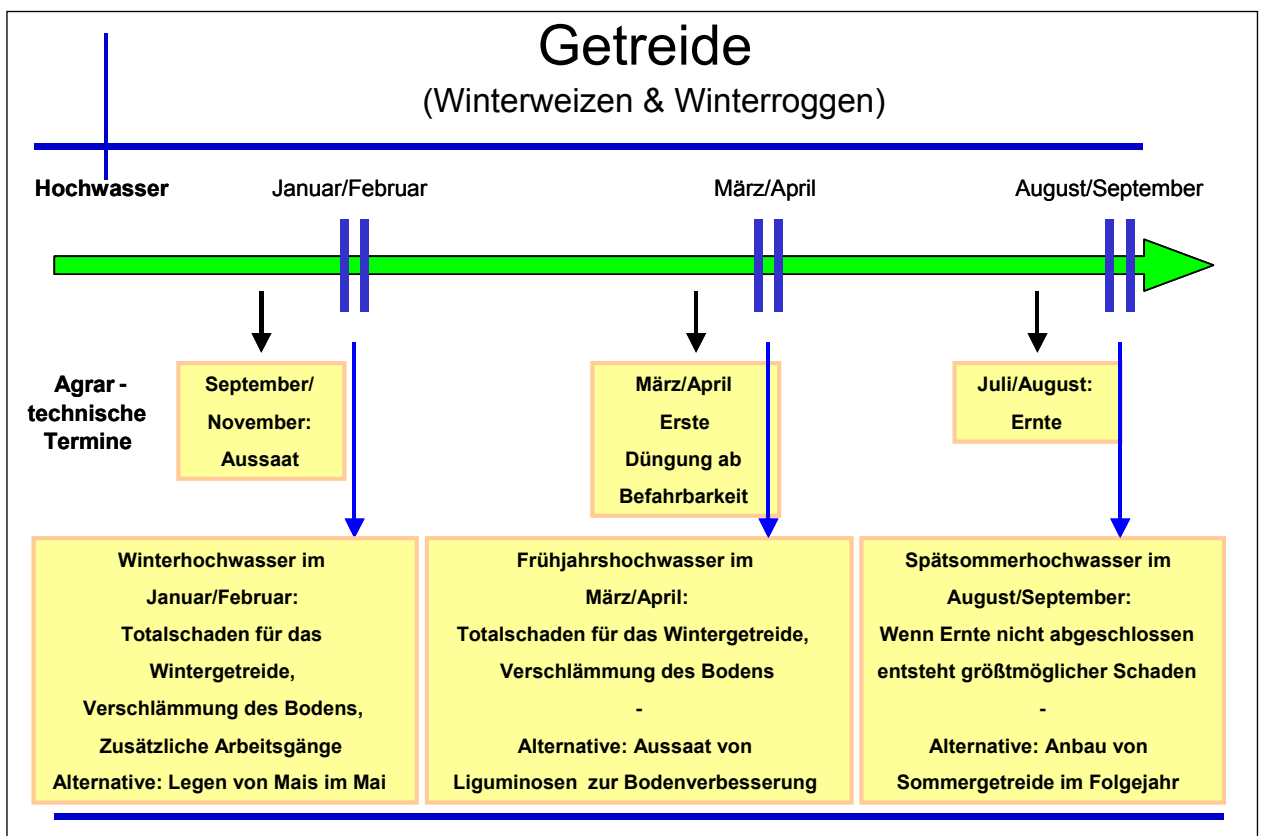 Getreide
(Winterweizen & Winterroggen)
Hochwasser
Januar/Februar
März/April
August/September
Agrar -
technische
Termine
September/
November:
Aussaat
März/April
Erste
Düngung ab
Befahrbarkeit
Juli/August:
Ernte
Winterhochwasser im
Januar/Februar:
Totalschaden für das
Wintergetreide,
Verschlämmung des Bodens,
Zusätzliche Arbeitsgänge
Alternative: Legen von Mais im Mai
Frühjahrshochwasser im
März/April:
Totalschaden für das Wintergetreide,
Verschlämmung des Bodens
-
Alternative: Aussaat von
Liguminosen zur Bodenverbesserung
Spätsommerhochwasser im
August/September:
Wenn Ernte nicht abgeschlossen
entsteht größtmöglicher Schaden
-
Alternative: Anbau von
Sommergetreide im Folgejahr